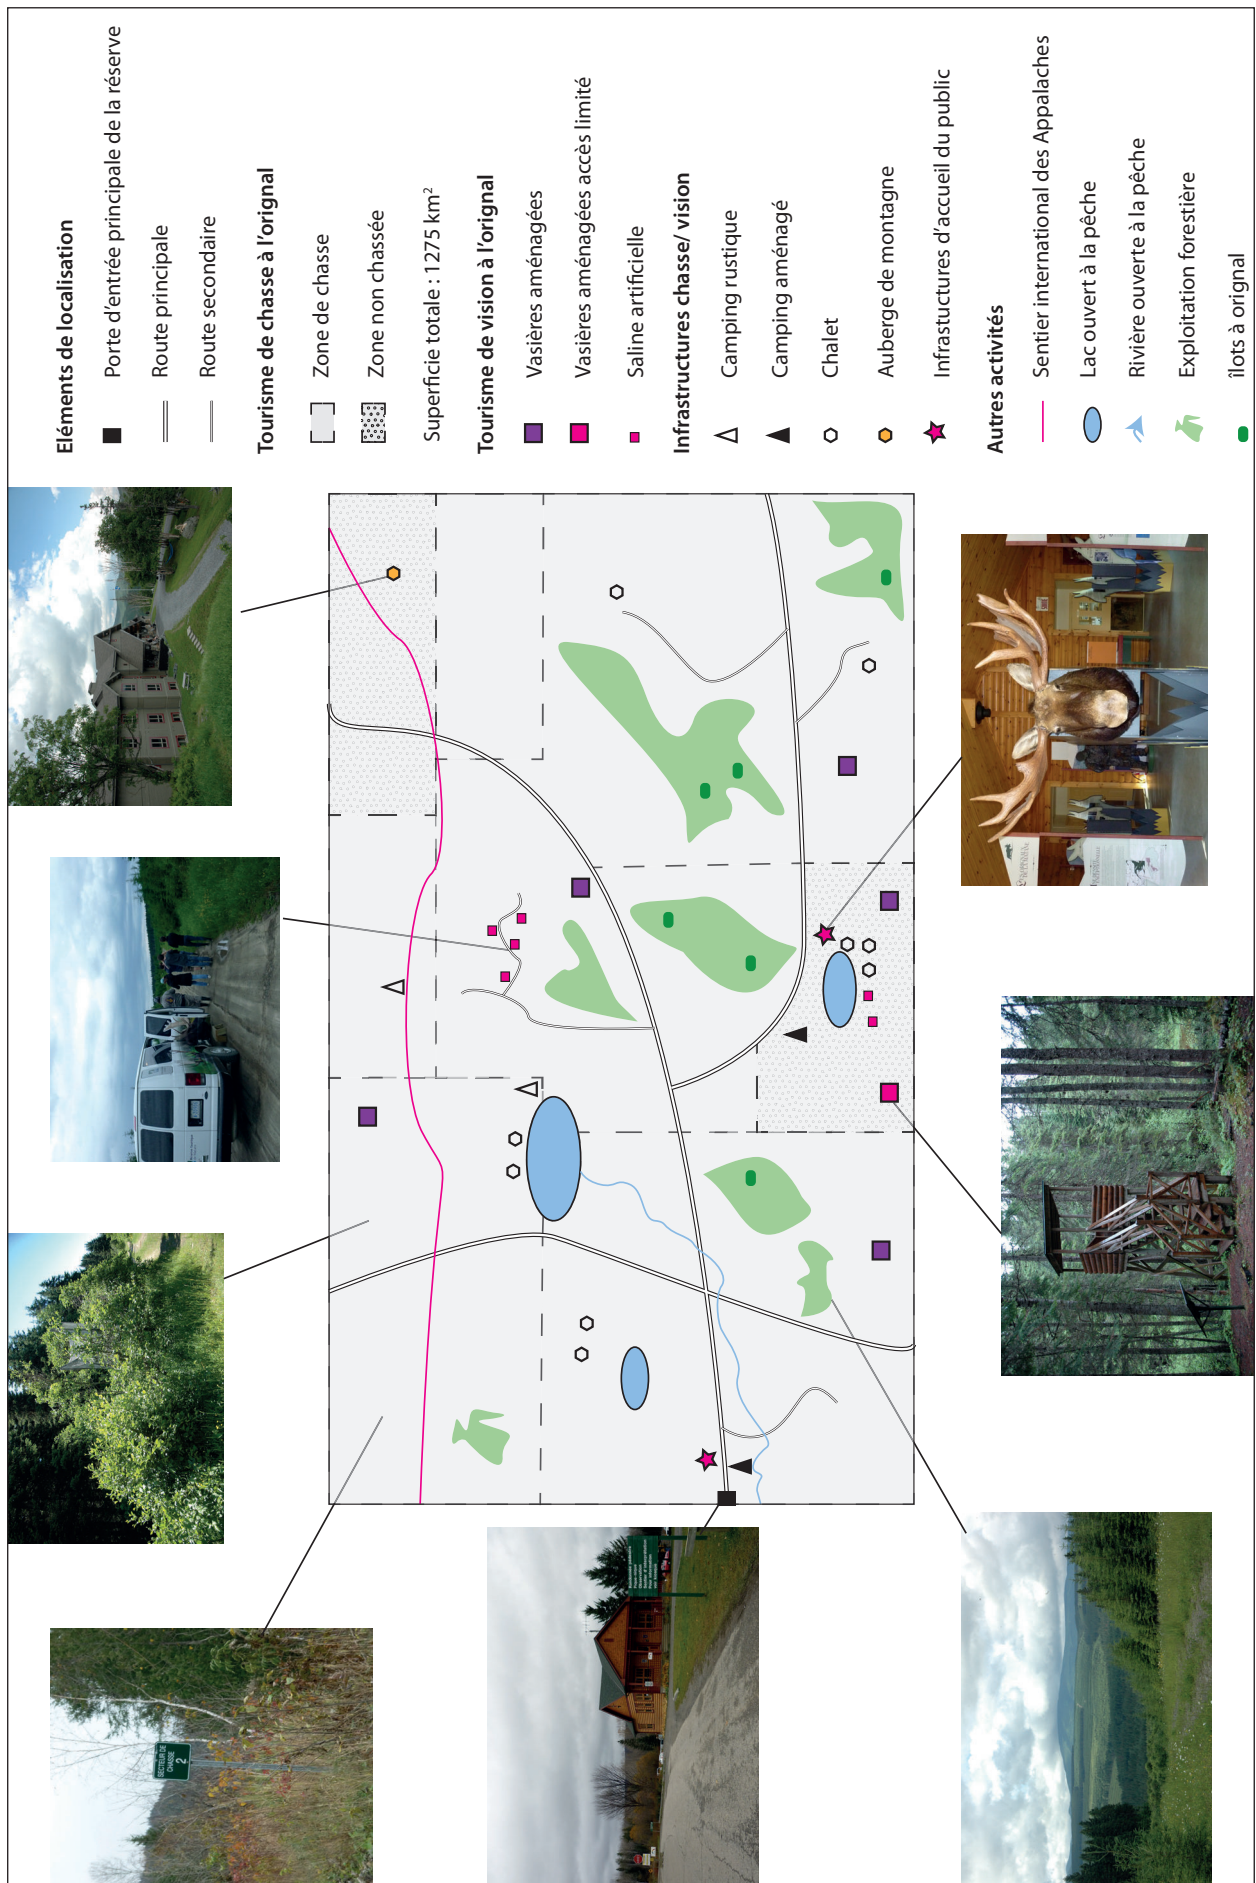 Eléments de localisation
Porte d'entrée principale de la réserve
Route principale
Route secondaire
Tourisme de chasse à l'orignal
Zone de chasse
Zone non chassée
Superficie totale : 1275 km²
Tourisme de vision à l'orignal
Vasières aménagées
Vasières aménagées accès limité
Saline artificielle
Infrastructures chasse/ vision
Camping rustique
Camping aménagé
Chalet
Auberge de montagne
Infrastuctures d'accueil du public
Autres activités
Sentier international des Appalaches
Lac ouvert à la pêche
Rivière ouverte à la pêche
Exploitation forestière
îlots à orignal
SECTEUR DE
CHASSE
2